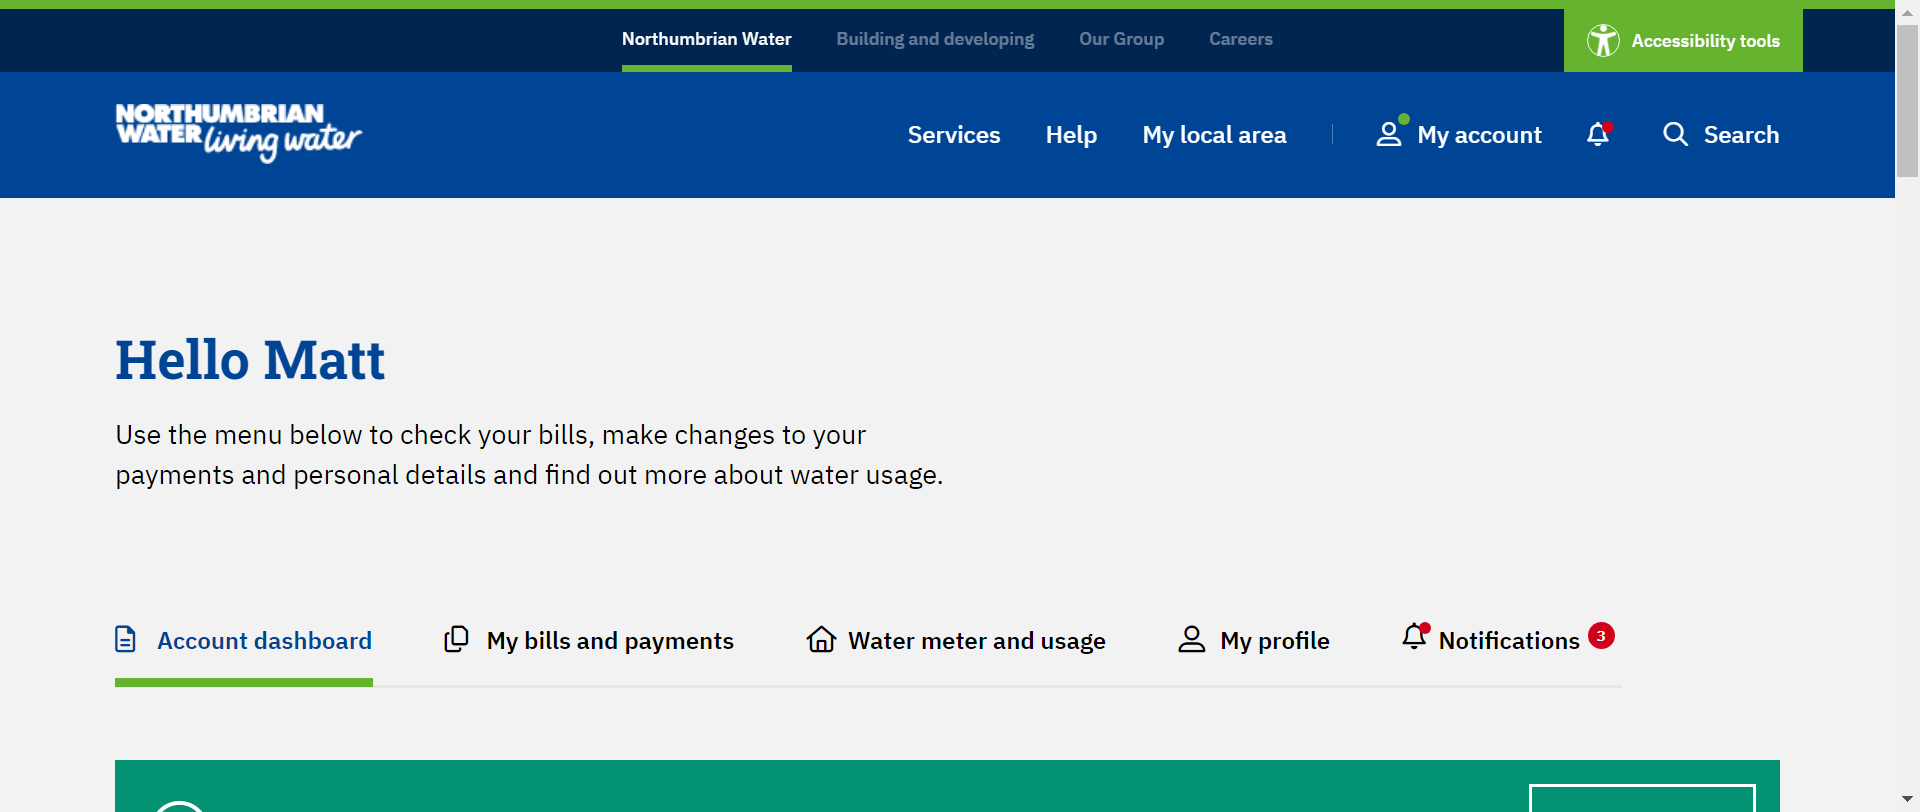 Northumbrian Water Building and developing Our Group Careers Accessibility tools
NORTHUMBRIAN
WATER living water
Services Help My local area My account Search
Hello Matt
Use the menu below to check your bills, make changes to your
payments and personal details and find out more about water usage.
Account dashboard My bills and payments Water meter and usage My profile Notifications 3